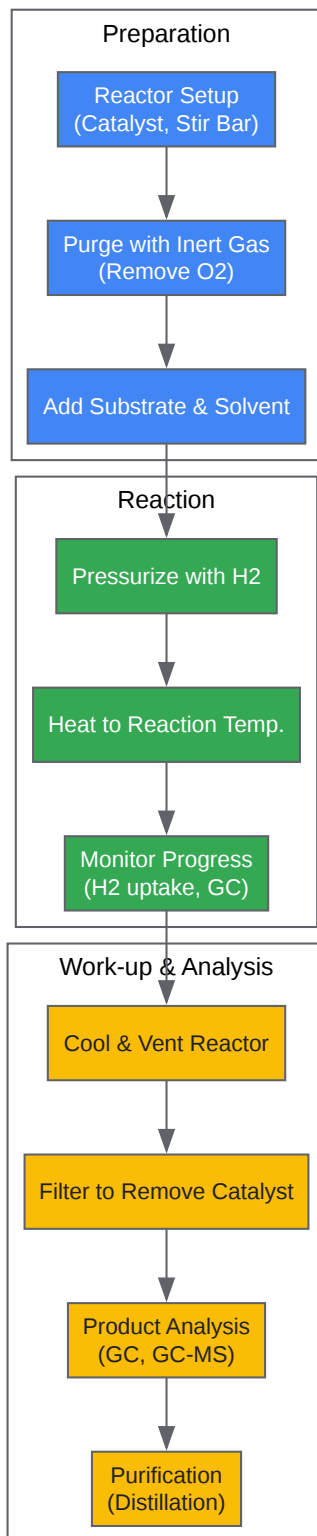 Preparation
Reactor Setup
(Catalyst, Stir Bar)
Purge with Inert Gas
(Remove O2)
Add Substrate & Solvent
Reaction
Pressurize with H2
Heat to Reaction Temp.
Monitor Progress
(H2 uptake, GC)
Work-up & Analysis
Cool & Vent Reactor
Filter to Remove Catalyst
Product Analysis
(GC, GC-MS)
Purification
(Distillation)